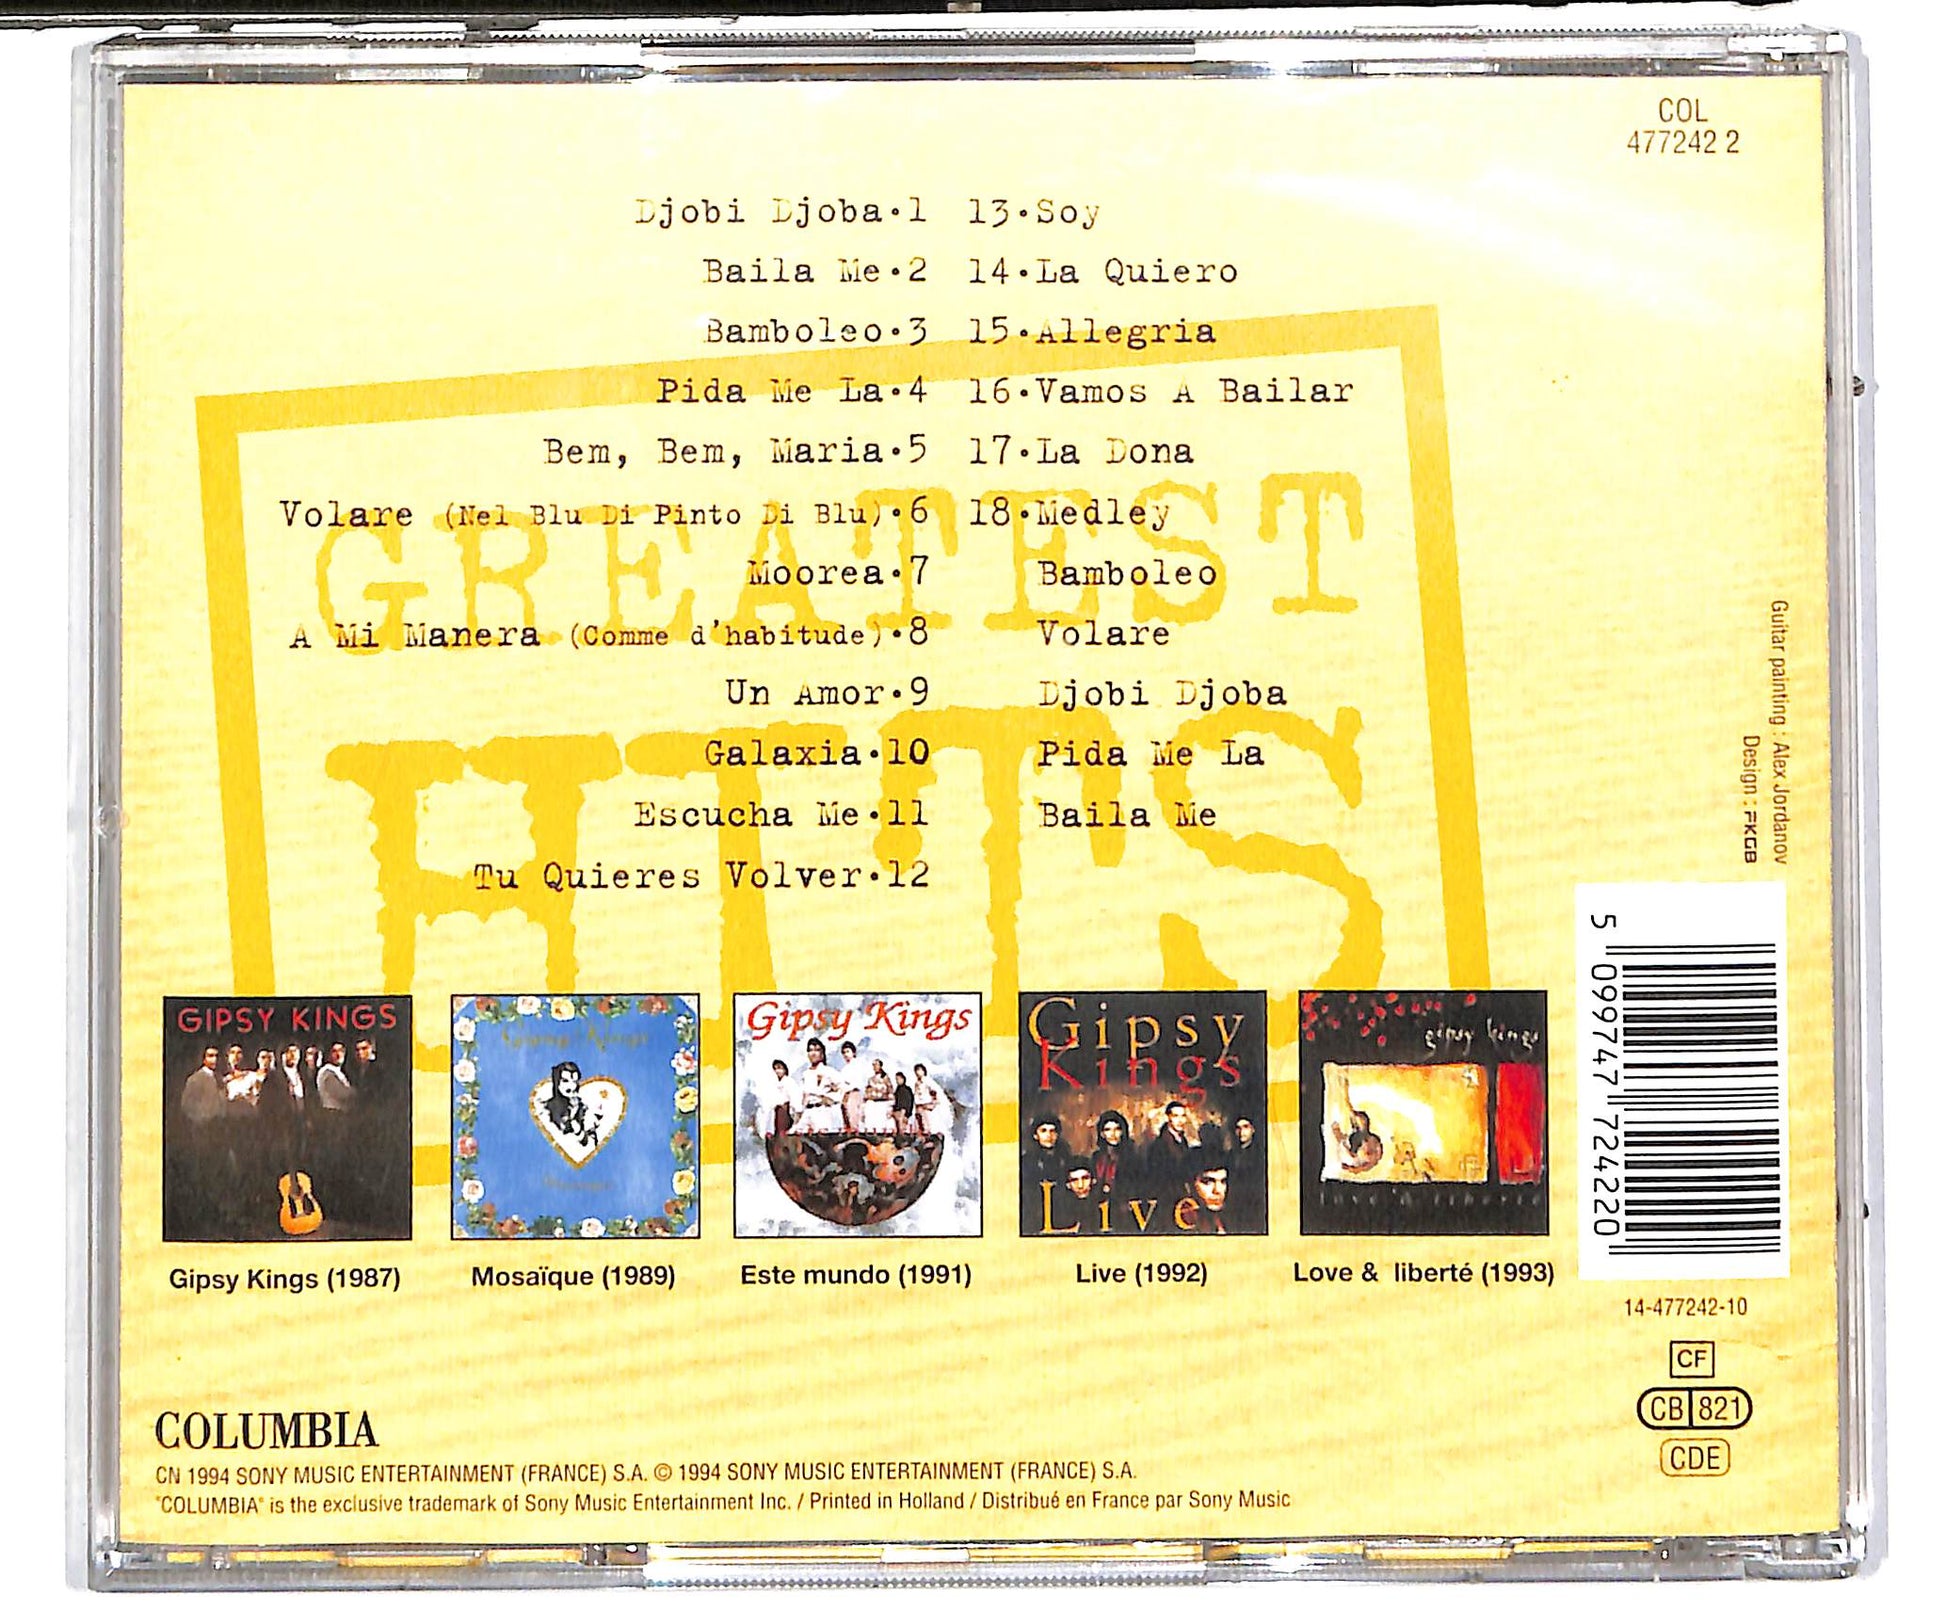 COL
477242 2
Djobi Djoba•1
Baila Me•2
Bamboleo•3
Pida Me La•4
Bem, Bem, Maria•5
Volare (Nel Blu Di Pinto Di Blu)•6
Moorea•7
A Mi Manera (Comme d'habitude)•8
Un Amor•9
Galaxia•10
Escucha Me•11
Tu Quieres Volver•12
13•Soy
14•La Quiero
15•Allegria
16•Vamos A Bailar
17•La Dona
18•Medley
Bamboleo
Volare
Djobi Djoba
Pida Me La
Baila Me
GREATEST
HITS
Guitar painting : Alex Jordanov
Design : FKGB
GIPSY KINGS
Gipsy Kings
Gipsy Kings
Gipsy
Kings
Live
gipsy kings
love & liberté
Gipsy Kings (1987)
Mosaïque (1989)
Este mundo (1991)
Live (1992)
Love & liberté (1993)
5 099747 724220
14-477242-10
CF
CB 821
CDE
COLUMBIA
CN 1994 SONY MUSIC ENTERTAINMENT (FRANCE) S.A. © 1994 SONY MUSIC ENTERTAINMENT (FRANCE) S.A.
"COLUMBIA" is the exclusive trademark of Sony Music Entertainment Inc. / Printed in Holland / Distribué en France par Sony Music